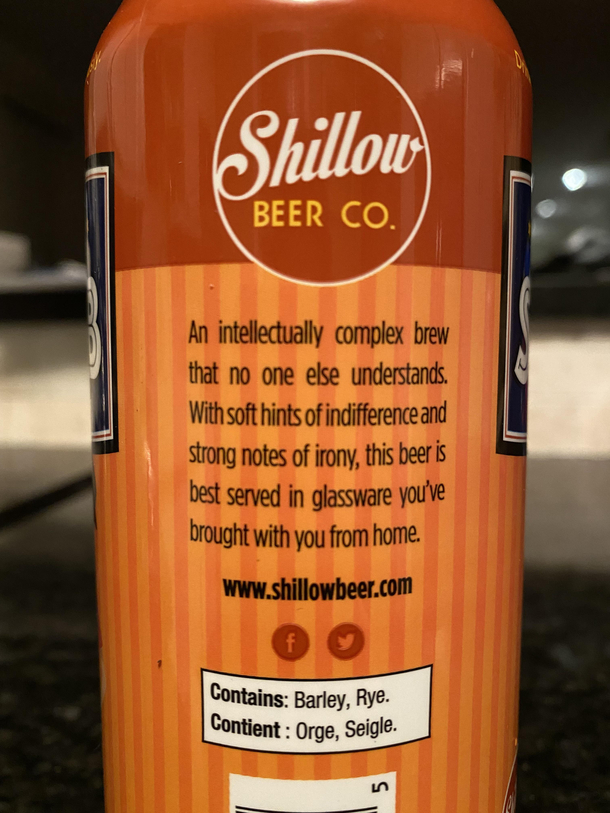 Shillow
BEER CO.
An intellectually complex brew
that no one else understands.
With soft hints of indifference and
strong notes of irony, this beer is
best served in glassware you've
brought with you from home.
www.shillowbeer.com
Contains: Barley, Rye.
Contient : Orge, Seigle.
5